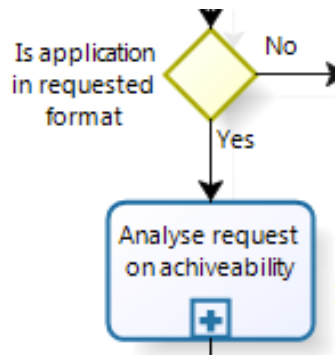 Is application
in requested
format
No
Yes
Analyse request
on achiveability